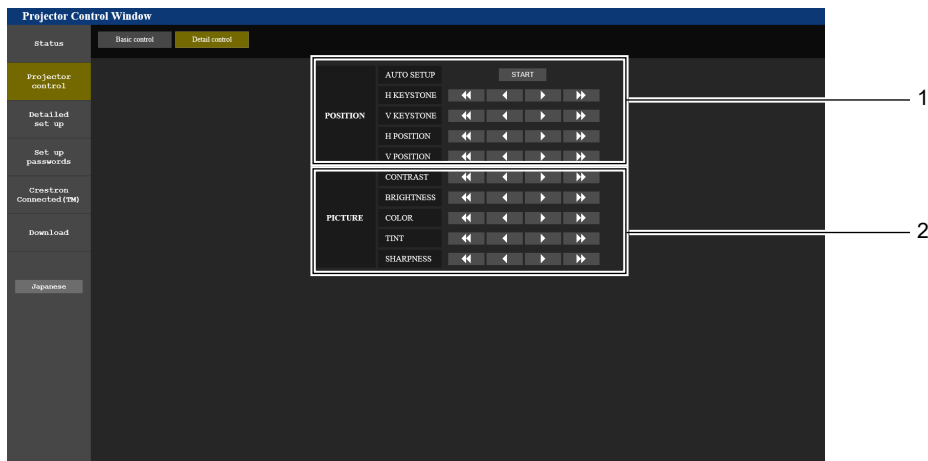 Projector Control Window
Status
Basic control
Detail control
Projector
control
Detailed
set up
Set up
passwords
Crestron
Connected(TM)
Download
Japanese
POSITION
AUTO SETUP
START
H KEYSTONE
V KEYSTONE
H POSITION
V POSITION
PICTURE
CONTRAST
BRIGHTNESS
COLOR
TINT
SHARPNESS
1
2